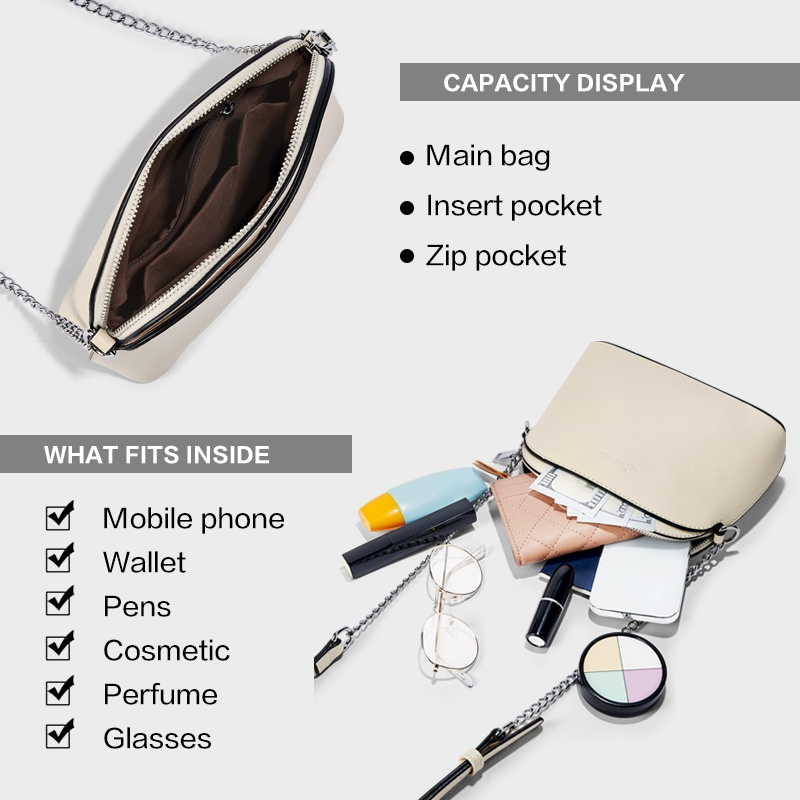 CAPACITY DISPLAY
Main bag
Insert pocket
Zip pocket
WHAT FITS INSIDE
Mobile phone
Wallet
Pens
Cosmetic
Perfume
Glasses